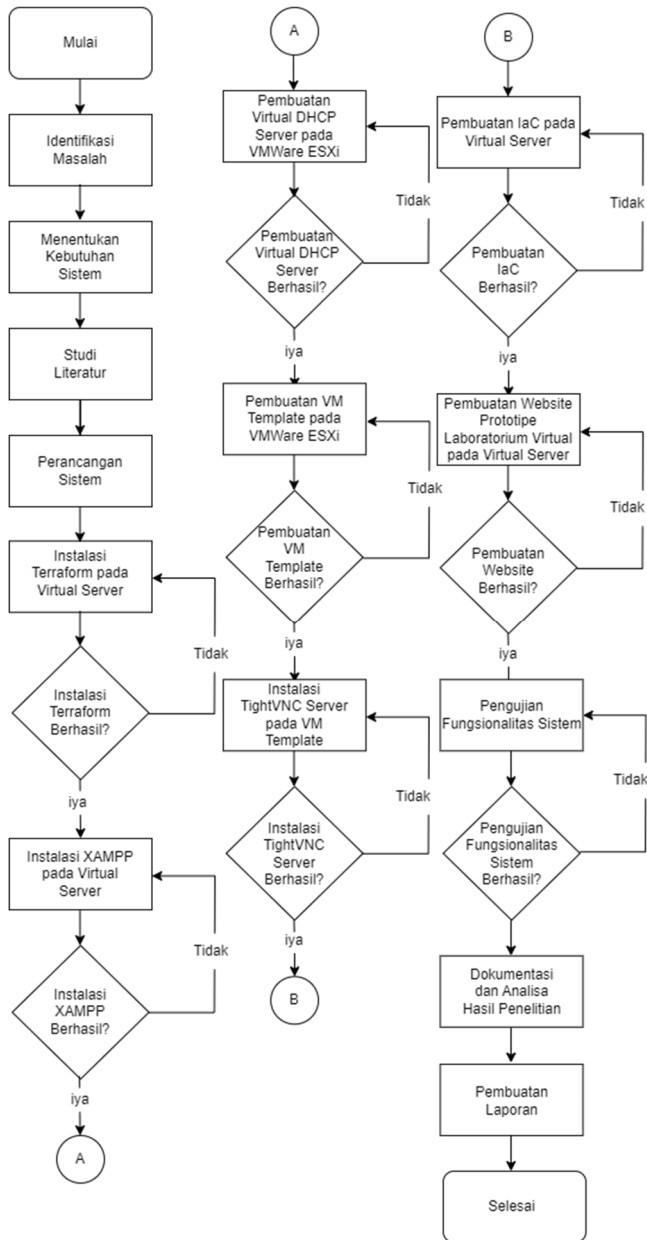 Mulai
Identifikasi
Masalah
Menentukan
Kebutuhan
Sistem
Studi
Literatur
Perancangan
Sistem
Instalasi
Terraform pada
Virtual Server
Tidak
Instalasi
Terraform
Berhasil?
iya
Instalasi XAMPP
pada Virtual
Server
Tidak
Instalasi
XAMPP
Berhasil?
iya
A
A
Pembuatan
Virtual DHCP
Server pada
VMWare ESXi
Tidak
Pembuatan
Virtual DHCP
Server
Berhasil?
iya
Pembuatan VM
Template pada
VMWare ESXi
Tidak
Pembuatan
VM
Template
Berhasil?
iya
Instalasi
TightVNC Server
pada VM
Template
Tidak
Instalasi
TightVNC
Server
Berhasil?
iya
B
B
Pembuatan IaC pada
Virtual Server
Tidak
Pembuatan
IaC
Berhasil?
iya
Pembuatan Website
Prototipe
Laboratorium Virtual
pada Virtual Server
Tidak
Pembuatan
Website
Berhasil?
iya
Pengujian
Fungsionalitas Sistem
Tidak
Pengujian
Fungsionalitas
Sistem
Berhasil?
Dokumentasi
dan Analisa
Hasil Penelitian
Pembuatan
Laporan
Selesai